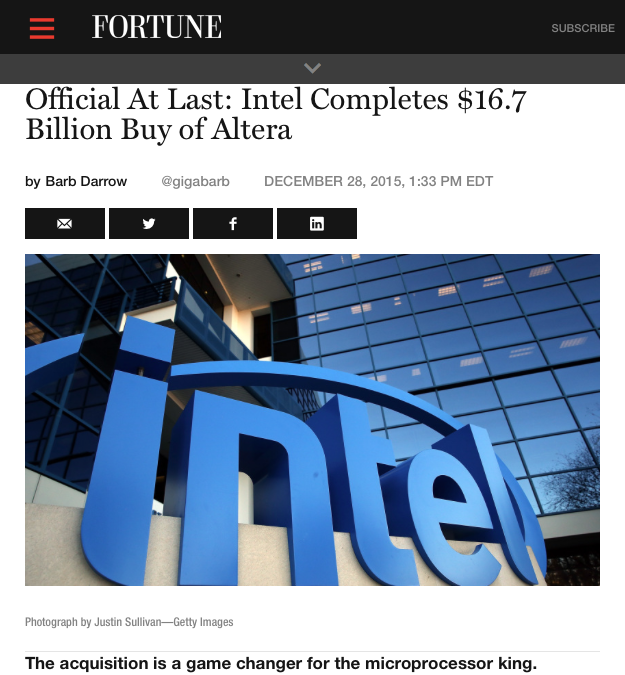 FORTUNE
SUBSCRIBE
Official At Last: Intel Completes $16.7
Billion Buy of Altera
by Barb Darrow @gigabarb DECEMBER 28, 2015, 1:33 PM EDT
intel
Photograph by Justin Sullivan—Getty Images
The acquisition is a game changer for the microprocessor king.